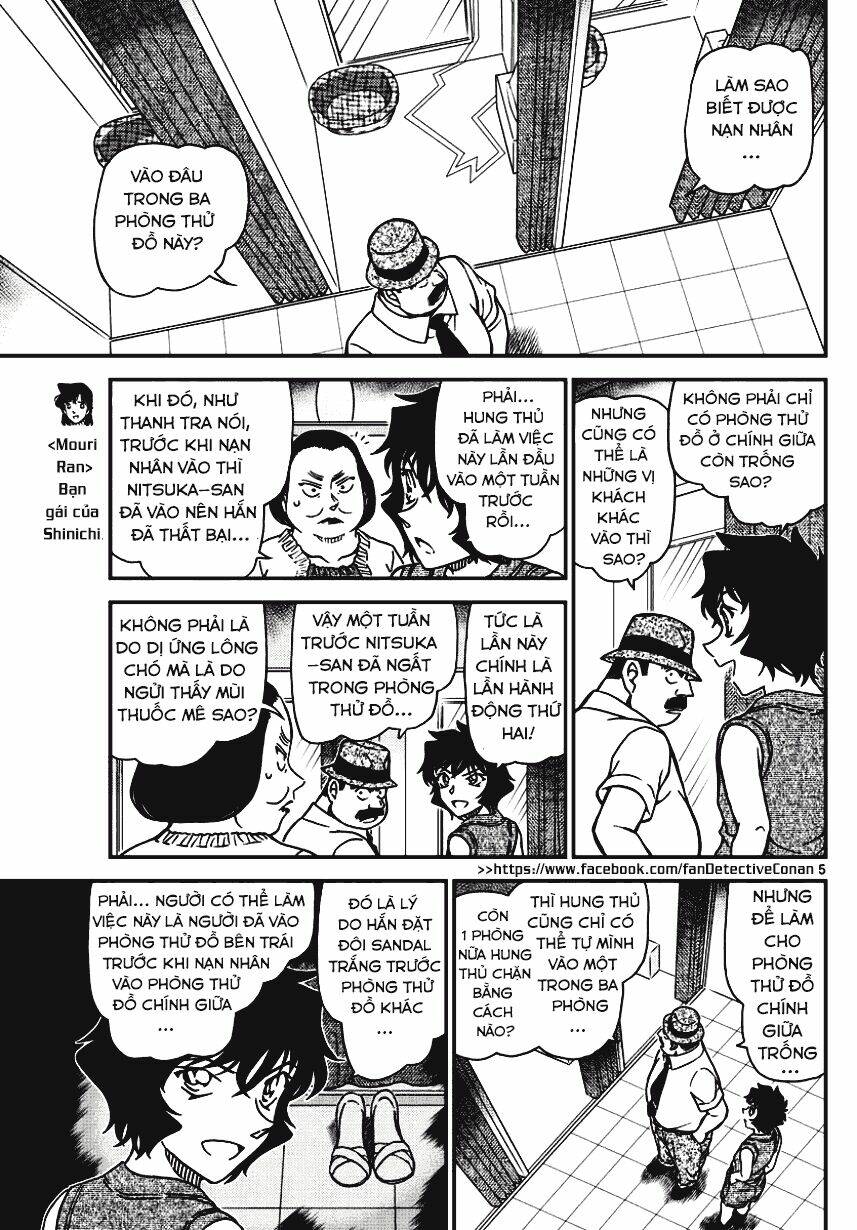 LÀM SAO
BIẾT ĐƯỢC
NẠN NHÂN
...
VÀO ĐÂU
TRONG BA
PHÒNG THỬ
ĐỒ NÀY?
KHÔNG PHẢI CHỈ
CÓ PHÒNG THỬ
ĐỒ Ở CHÍNH GIỮA
CÒN TRỐNG
SAO?
NHƯNG
CŨNG CÓ
THỂ LÀ
NHỮNG VỊ
KHÁCH
KHÁC
VÀO THÌ
SAO?
PHẢI...
HUNG THỦ
ĐÃ LÀM VIỆC
NÀY LẦN ĐẦU
VÀO MỘT TUẦN
TRƯỚC
RỒI...
KHI ĐÓ, NHƯ
THANH TRA NÓI,
TRƯỚC KHI NẠN
NHÂN VÀO THÌ
NITSUKA-SAN
ĐÃ VÀO NÊN HẮN
ĐÃ THẤT BẠI...
<Mouri
Ran>
Bạn
gái của
Shinichi.
TỨC LÀ
LẦN NÀY
CHÍNH LÀ
LẦN HÀNH
ĐỘNG THỨ
HAI!
VẬY MỘT TUẦN
TRƯỚC NITSUKA
-SAN ĐÃ NGẤT
TRONG PHÒNG
THỬ ĐỒ...
KHÔNG PHẢI LÀ
DO DỊ ỨNG LÔNG
CHÓ MÀ LÀ DO
NGỬI THẤY MÙI
THUỐC MÊ SAO?
>>https://www.facebook.com/fanDetectiveConan 5
NHƯNG
ĐỂ LÀM
CHO
PHÒNG
THỬ ĐỒ
CHÍNH
GIỮA
TRỐNG
...
THÌ HUNG THỦ
CŨNG CHỈ CÓ
THỂ TỰ MÌNH
VÀO MỘT
TRONG BA
PHÒNG
...
CÒN
1 PHÒNG
NỮA HUNG
THỦ CHẶN
BẰNG
CÁCH
NÀO?
ĐÓ LÀ LÝ
DO HẮN ĐẶT
ĐÔI SANDAL
TRẮNG TRƯỚC
PHÒNG THỬ
ĐỒ KHÁC
...
PHẢI... NGƯỜI CÓ THỂ LÀM
VIỆC NÀY LÀ NGƯỜI ĐÃ VÀO
PHÒNG THỬ ĐỒ BÊN TRÁI
TRƯỚC KHI NẠN NHÂN
VÀO PHÒNG THỬ
ĐỒ CHÍNH GIỮA
...